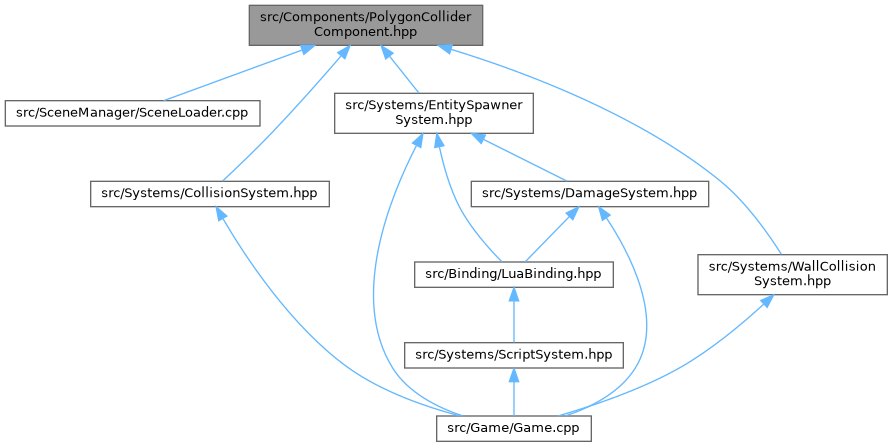 src/Components/PolygonCollider
Component.hpp
src/SceneManager/SceneLoader.cpp
src/Systems/EntitySpawner
System.hpp
src/Systems/CollisionSystem.hpp
src/Systems/DamageSystem.hpp
src/Binding/LuaBinding.hpp
src/Systems/WallCollision
System.hpp
src/Systems/ScriptSystem.hpp
src/Game/Game.cpp